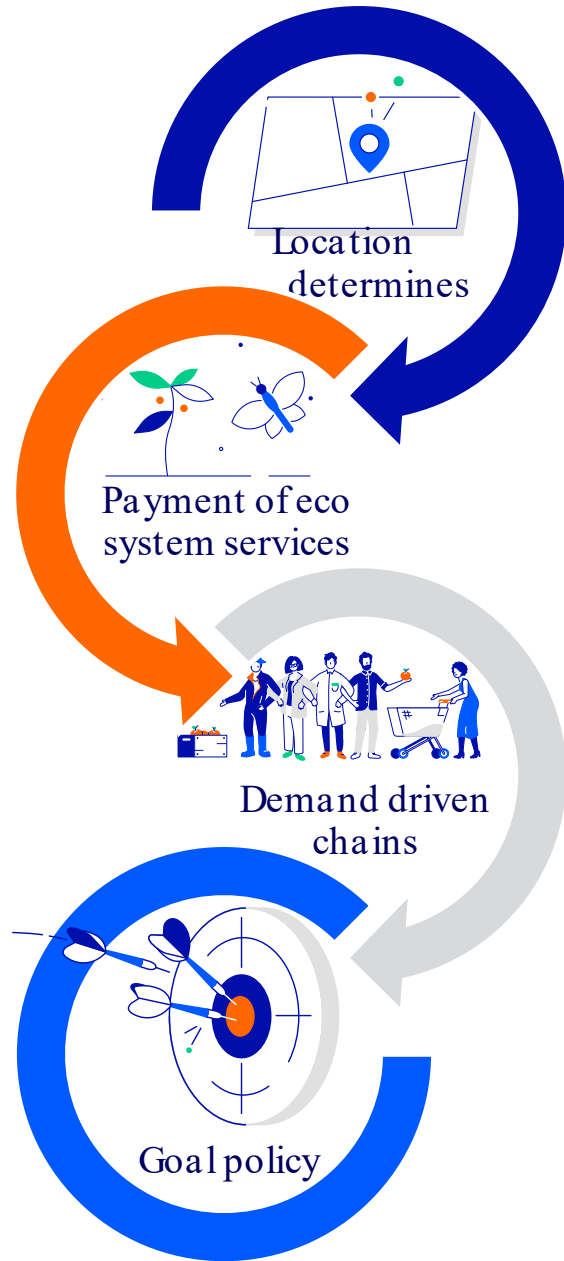 Location
determines
Payment of eco
system services
Demand driven
chains
Goal policy